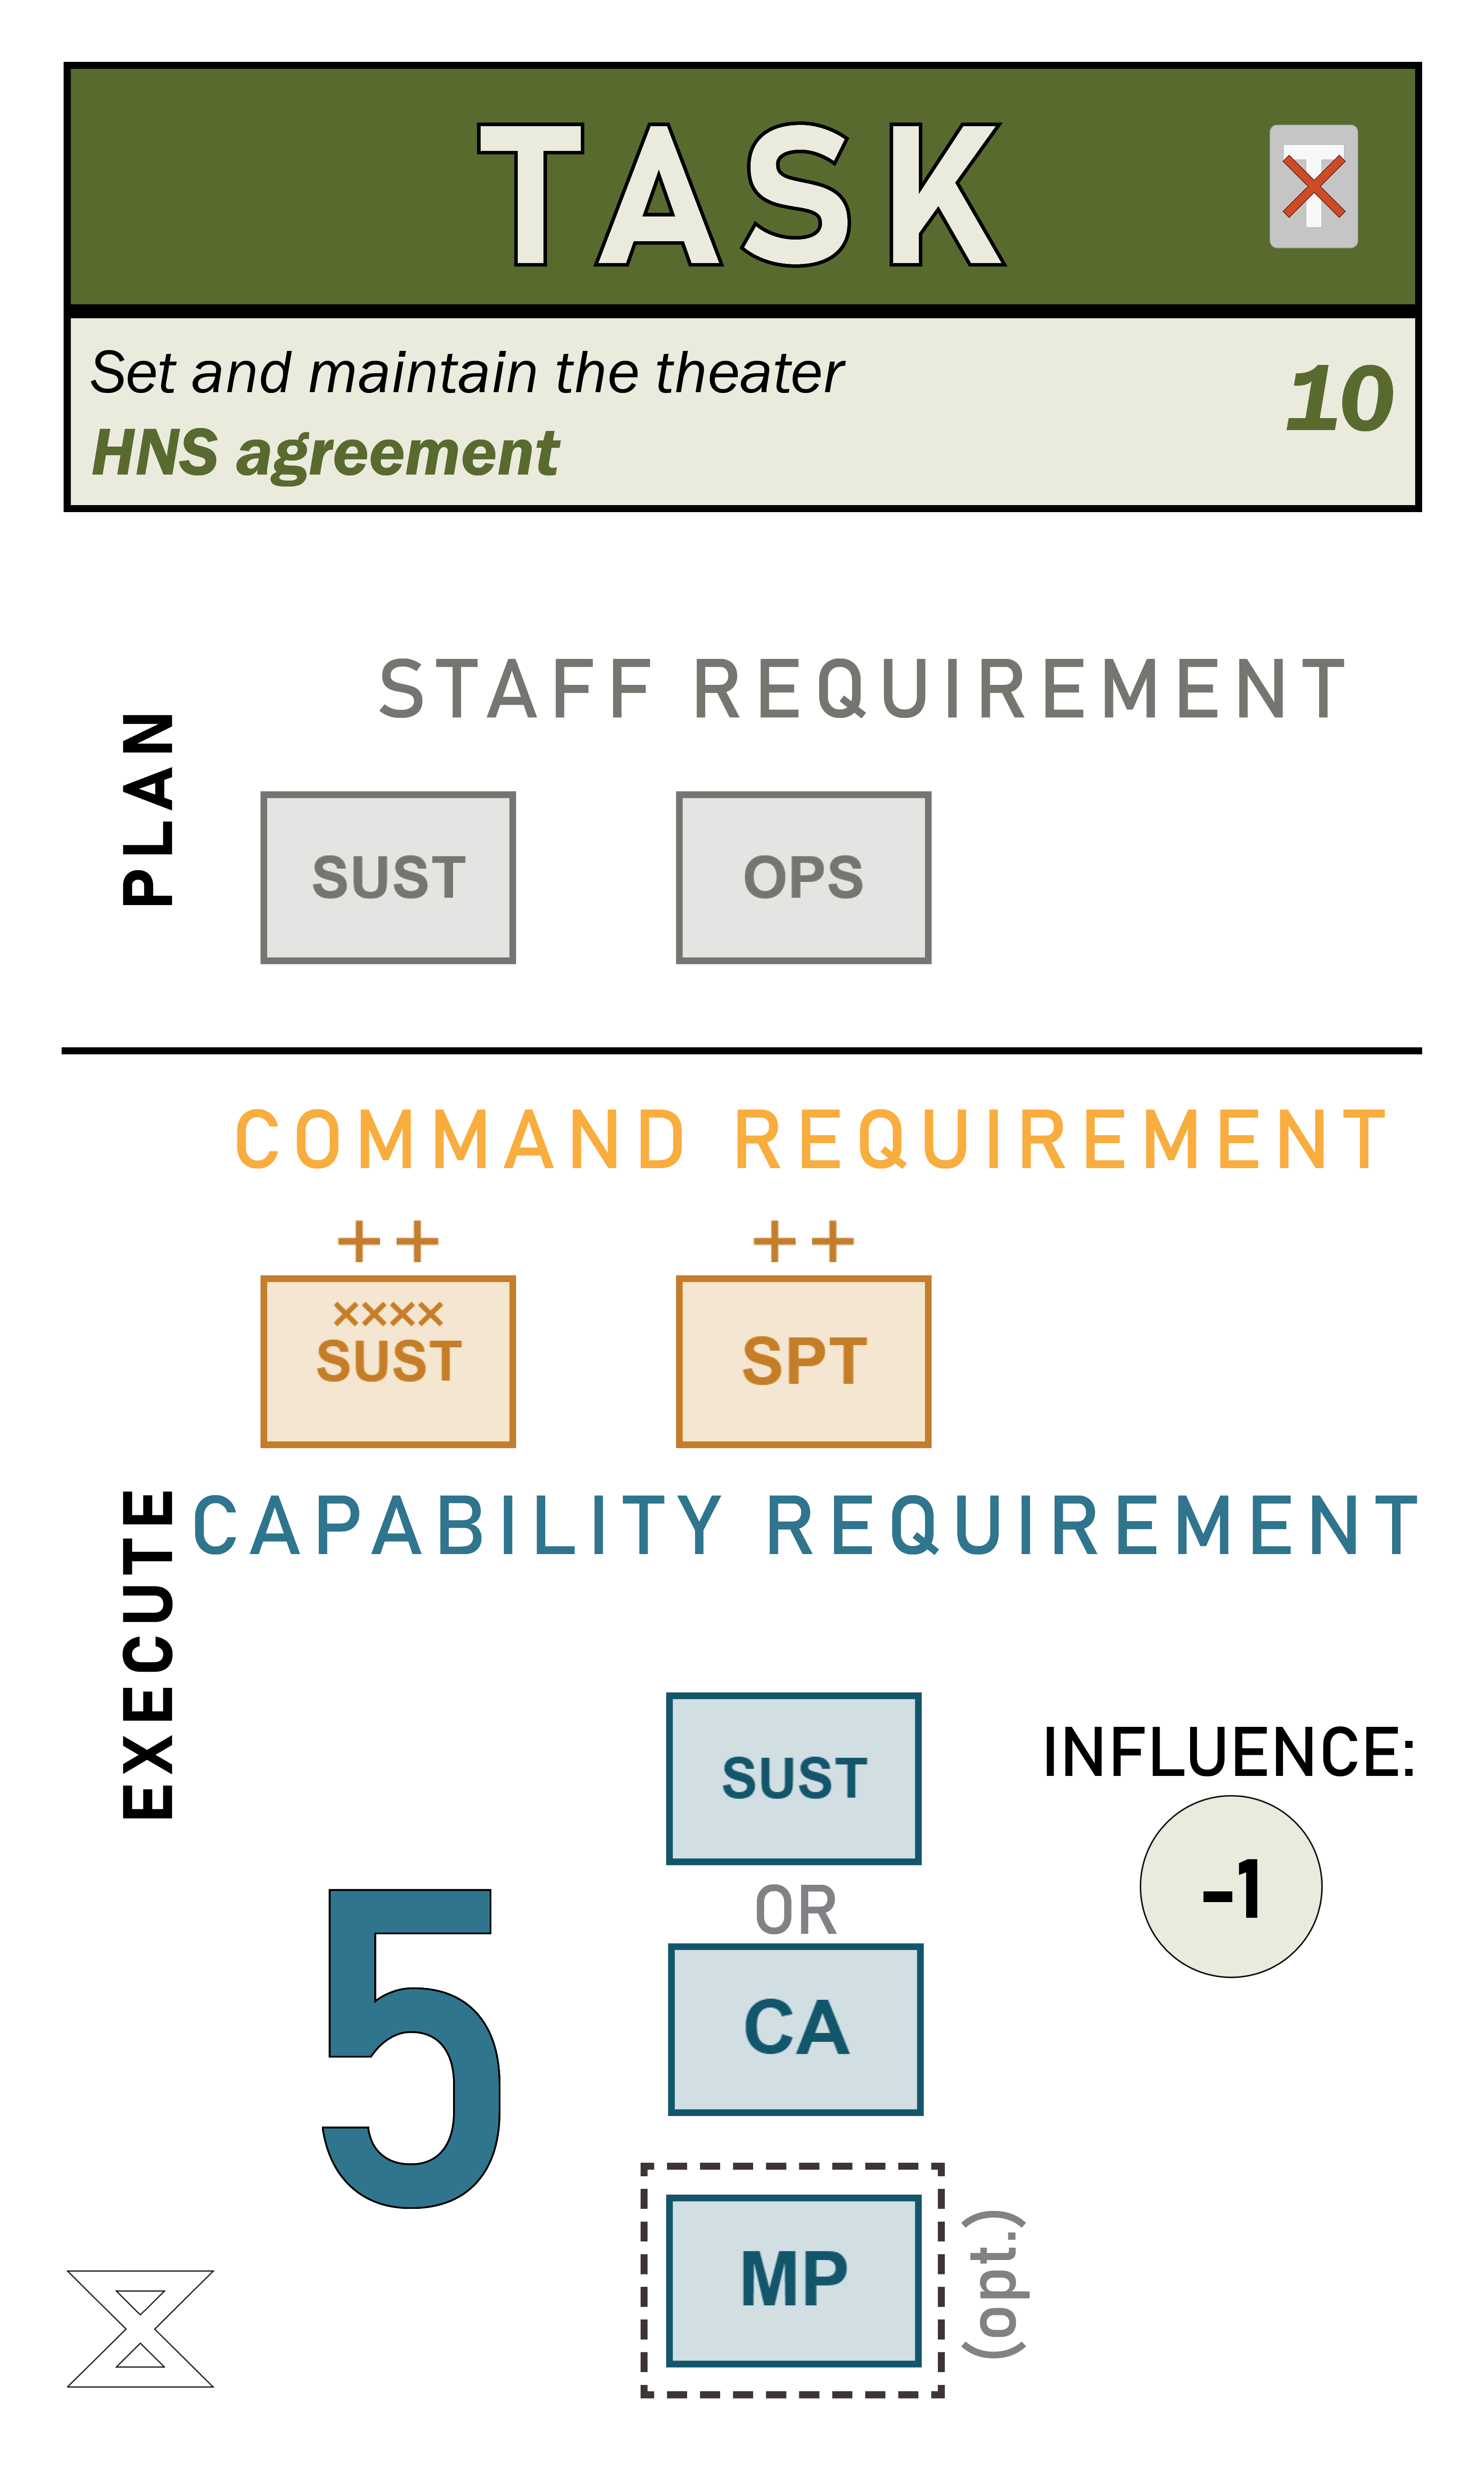 TASK
T
Set and maintain the theater
10
HNS agreement
PLAN
STAFF REQUIREMENT
SUST
OPS
COMMAND REQUIREMENT
++
++
××××
SUST
SPT
EXECUTE
CAPABILITY REQUIREMENT
SUST
INFLUENCE:
-1
OR
5
CA
MP
(opt.)